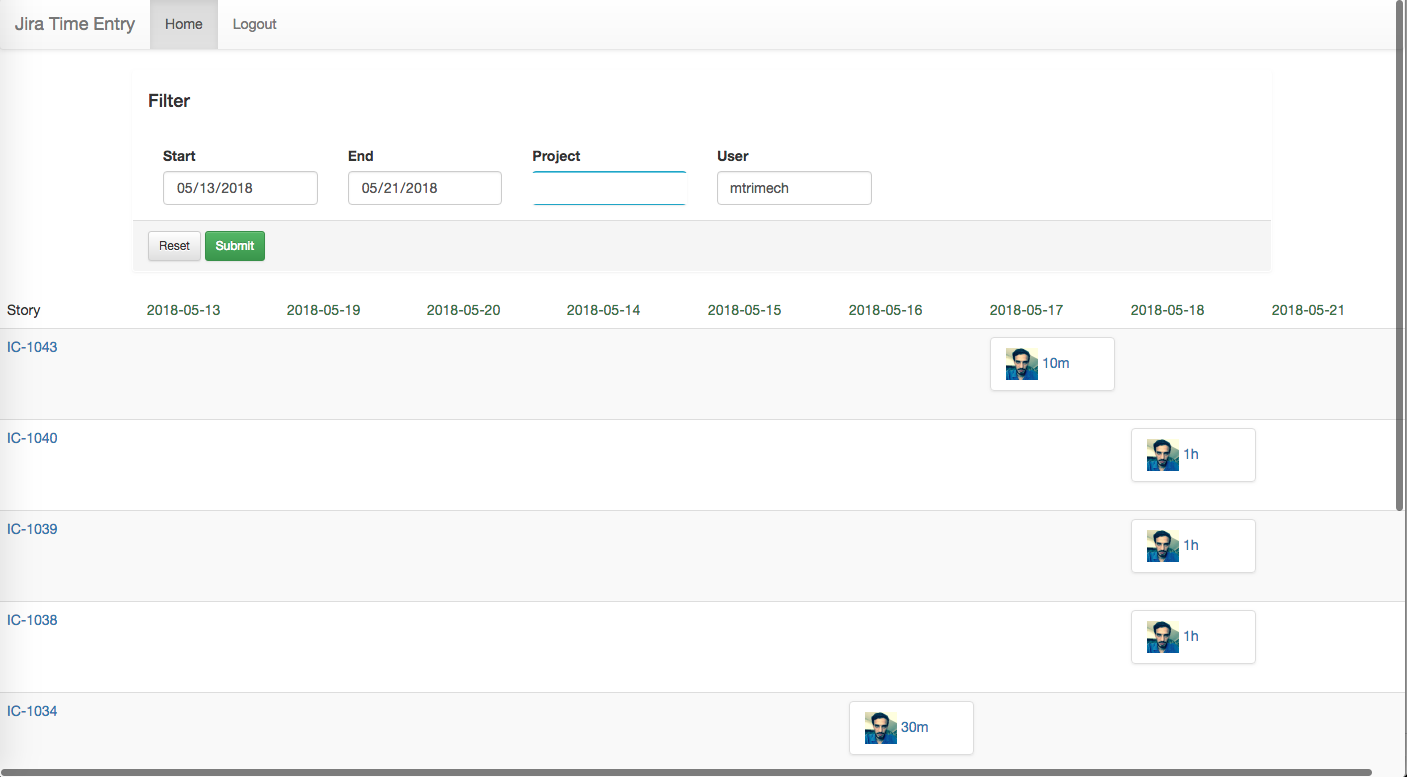 Jira Time Entry Home Logout
Filter
Start End Project User
05/13/2018 05/21/2018 mtrimech
Reset Submit
Story 2018-05-13 2018-05-19 2018-05-20 2018-05-14 2018-05-15 2018-05-16 2018-05-17 2018-05-18 2018-05-21
IC-1043 10m
IC-1040 1h
IC-1039 1h
IC-1038 1h
IC-1034 30m